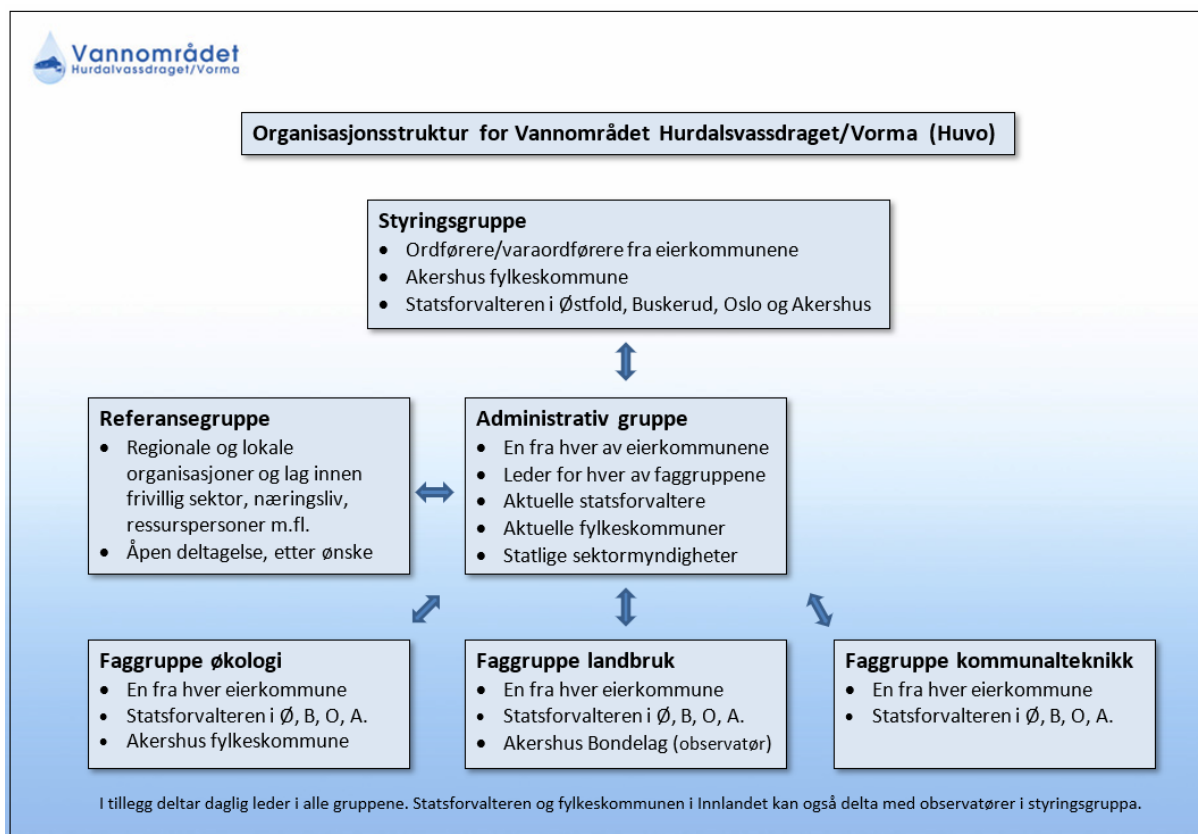 Vannområdet
Hurdalvassdraget/Vorma
Organisasjonsstruktur for Vannområdet Hurdalsvassdraget/Vorma (Huvo)
Styringsgruppe
• Ordførere/varaordførere fra eierkommunene
• Akershus fylkeskommune
• Statsforvalteren i Østfold, Buskerud, Oslo og Akershus
Referansegruppe
• Regionale og lokale
organisasjoner og lag innen
frivillig sektor, næringsliv,
ressurspersoner m.fl.
• Åpen deltagelse, etter ønske
Administrativ gruppe
• En fra hver av eierkommunene
• Leder for hver av faggruppene
• Aktuelle statsforvaltere
• Aktuelle fylkeskommuner
• Statlige sektormyndigheter
Faggruppe økologi
• En fra hver eierkommune
• Statsforvalteren i Ø, B, O, A.
• Akershus fylkeskommune
Faggruppe landbruk
• En fra hver eierkommune
• Statsforvalteren i Ø, B, O, A.
• Akershus Bondelag (observatør)
Faggruppe kommunalteknikk
• En fra hver eierkommune
• Statsforvalteren i Ø, B, O, A.
I tillegg deltar daglig leder i alle gruppene. Statsforvalteren og fylkeskommunen i Innlandet kan også delta med observatører i styringsgruppa.